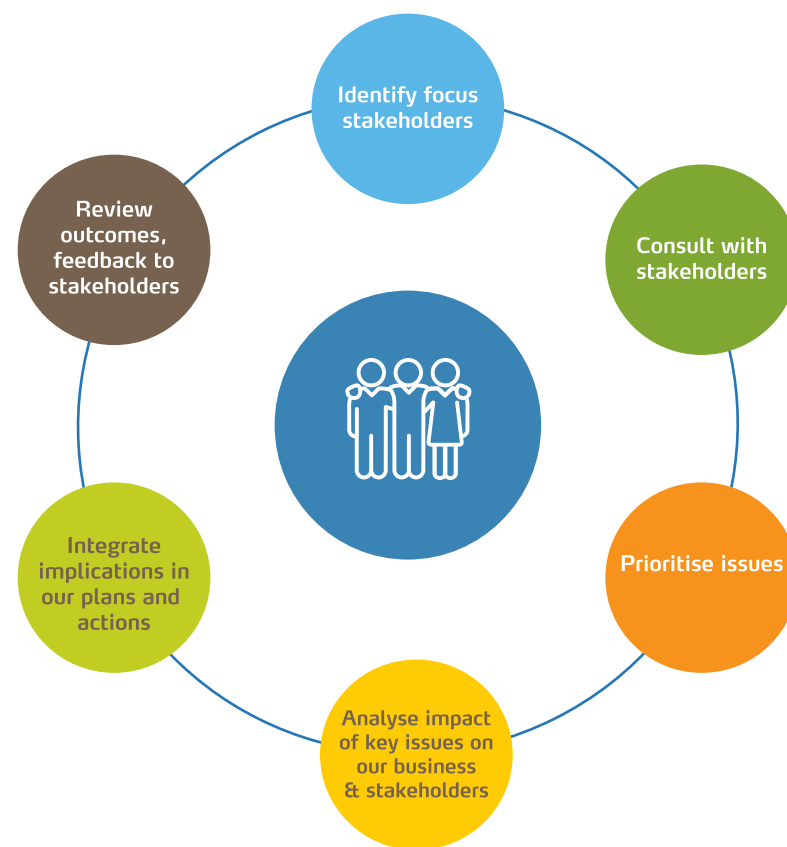 Identify focus
stakeholders
Consult with
stakeholders
Prioritise issues
Analyse impact
of key issues on
our business
& stakeholders
Integrate
implications in
our plans and
actions
Review
outcomes,
feedback to
stakeholders